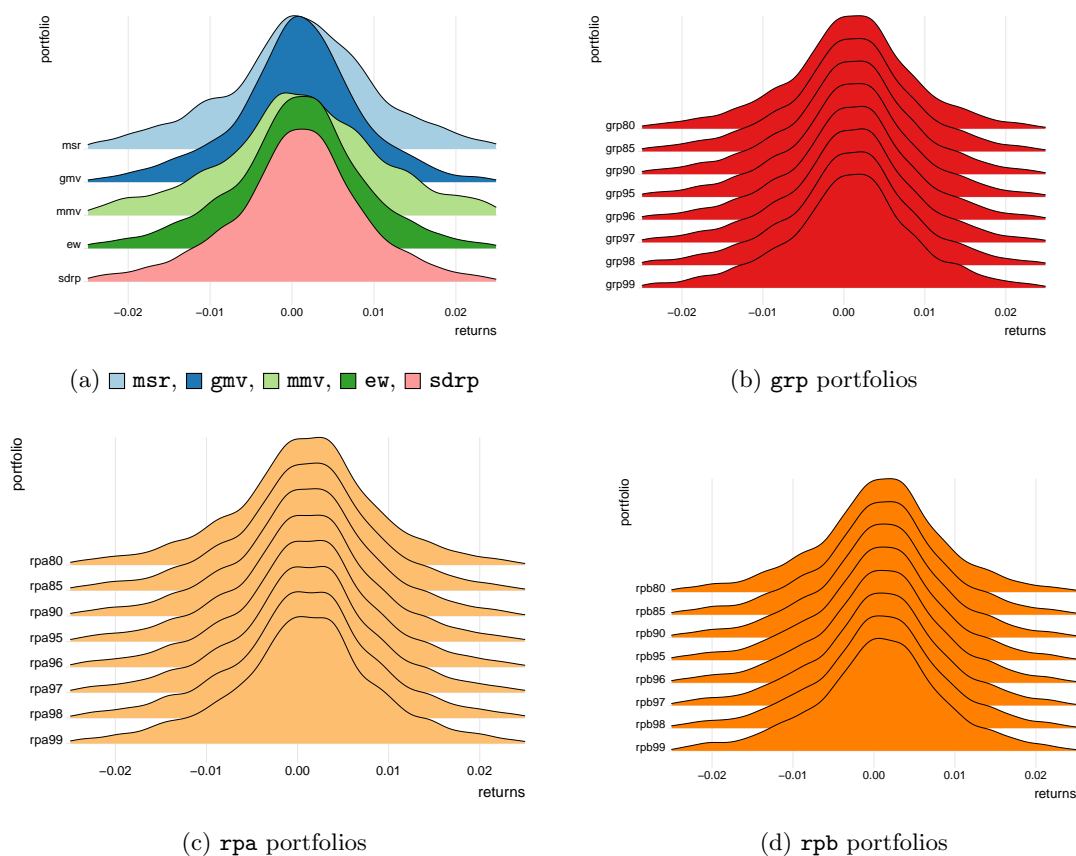 portfolio
msr
gmv
mmv
ew
sdrp
−0.02 −0.01 0.00 0.01 0.02
returns
(a) msr, gmv, mmv, ew, sdrp
portfolio
grp80
grp85
grp90
grp95
grp96
grp97
grp98
grp99
−0.02 −0.01 0.00 0.01 0.02
returns
(b) grp portfolios
portfolio
rpa80
rpa85
rpa90
rpa95
rpa96
rpa97
rpa98
rpa99
−0.02 −0.01 0.00 0.01 0.02
returns
(c) rpa portfolios
portfolio
rpb80
rpb85
rpb90
rpb95
rpb96
rpb97
rpb98
rpb99
−0.02 −0.01 0.00 0.01 0.02
returns
(d) rpb portfolios